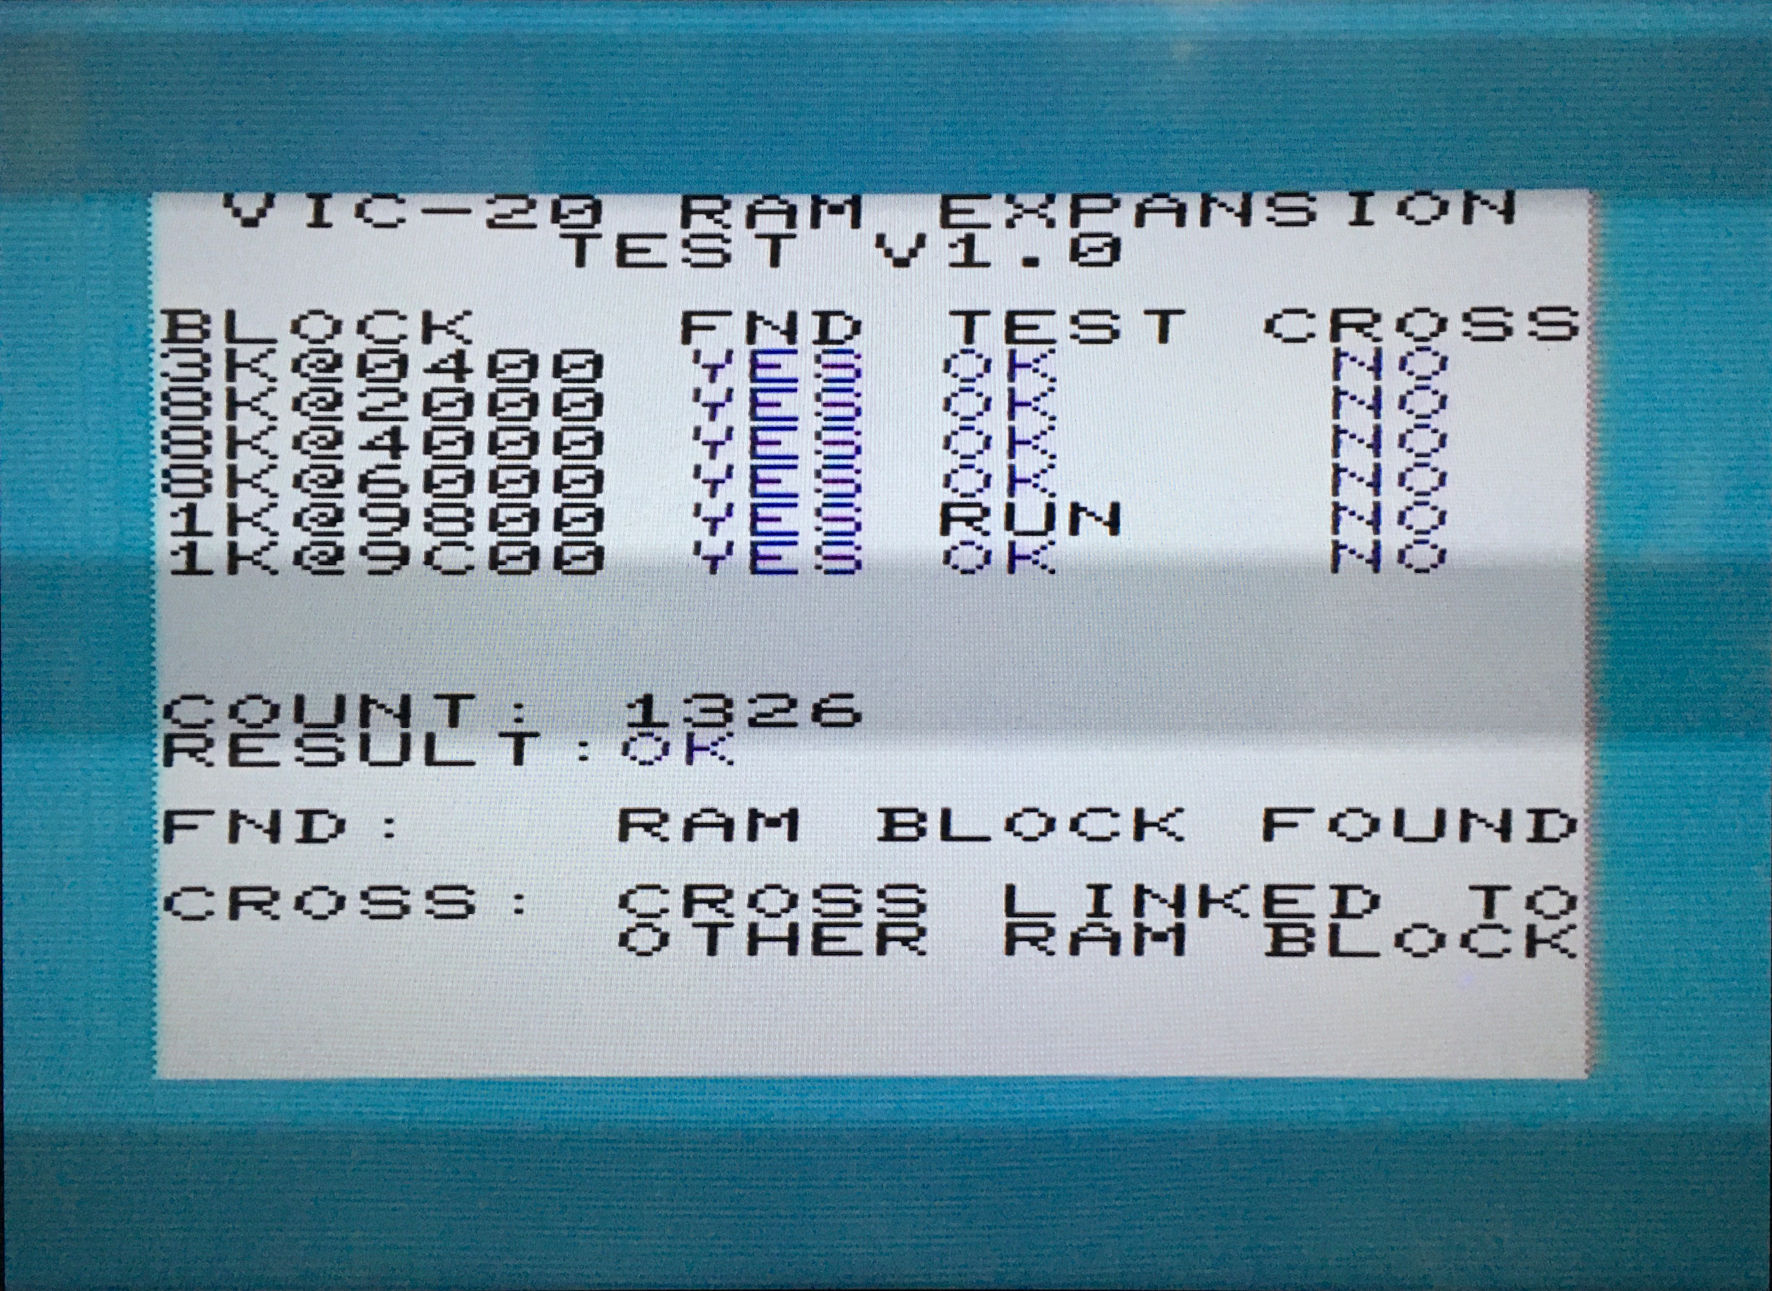 VIC-20 RAM EXPANSION
TEST V1.0
BLOCK FND TEST CROSS
3K@0400 YES OK NO
8K@2000 YES OK NO
8K@4000 YES OK NO
8K@6000 YES OK NO
1K@9800 YES RUN NO
1K@9C00 YES OK NO
COUNT: 1326
RESULT:OK
FND: RAM BLOCK FOUND
CROSS: CROSS LINKED TO
OTHER RAM BLOCK